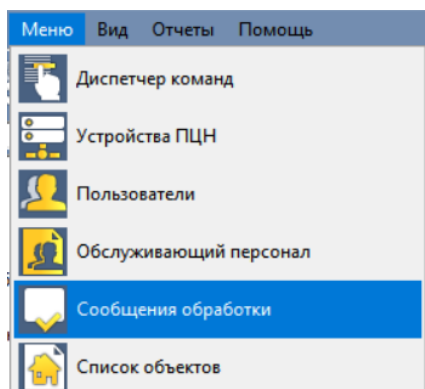 Меню Вид Отчеты Помощь
Диспетчер команд
Устройства ПЦН
Пользователи
Обслуживающий персонал
Сообщения обработки
Список объектов